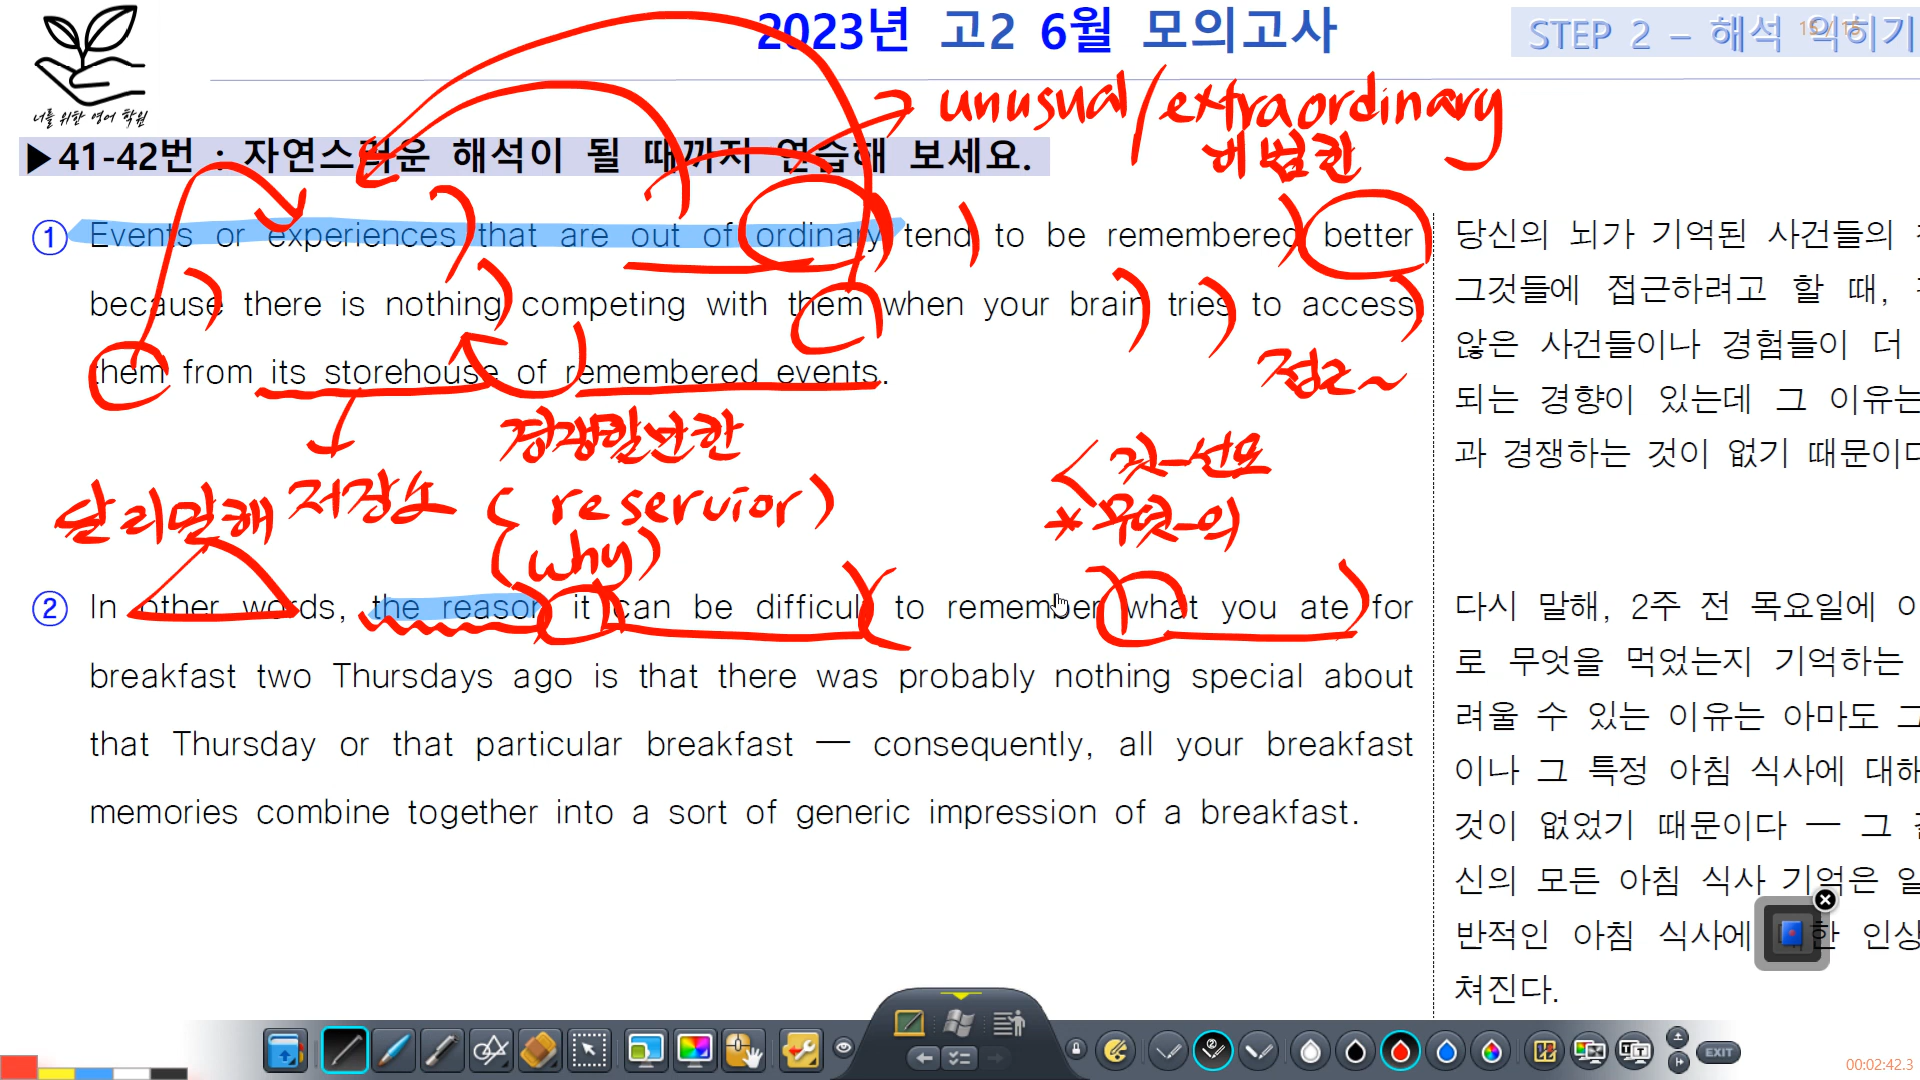 2023년 고2 6월 모의고사
STEP 2 – 해석 익히기
너를 위한 영어 학원
unusual/extraordinary
비범한
▶41-42번 : 자연스러운 해석이 될 때까지 연습해 보세요.
① Events or experiences that are out of ordinary tend to be remembered better
because there is nothing competing with them when your brain tries to access
them from its storehouse of remembered events.
접근~
저장소
(reservior)
(why)
달리말해
② In other words, the reason it can be difficult to remember what you ate for
breakfast two Thursdays ago is that there was probably nothing special about
that Thursday or that particular breakfast — consequently, all your breakfast
memories combine together into a sort of generic impression of a breakfast.
당신의 뇌가 기억된 사건들의
그것들에 접근하려고 할 때,
않은 사건들이나 경험들이 더
되는 경향이 있는데 그 이유는
과 경쟁하는 것이 없기 때문이다
다시 말해, 2주 전 목요일에
로 무엇을 먹었는지 기억하는
려울 수 있는 이유는 아마도
이나 그 특정 아침 식사에 대해
것이 없었기 때문이다 — 그
신의 모든 아침 식사 기억은 일
반적인 아침 식사에 대한 인상
쳐진다.
EXIT
00:02:42.3